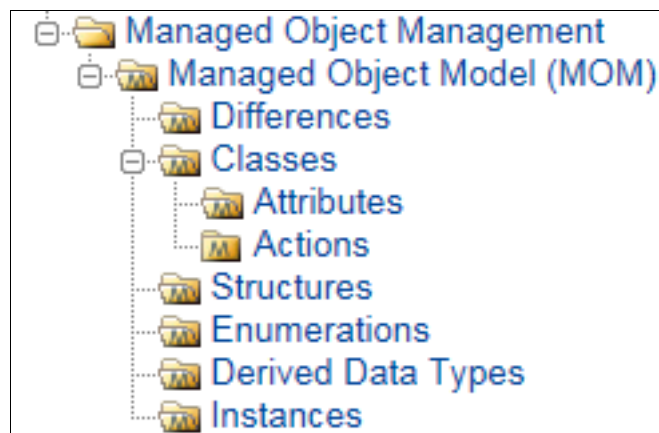 Managed Object Management
Managed Object Model (MOM)
Differences
Classes
Attributes
Actions
Structures
Enumerations
Derived Data Types
Instances